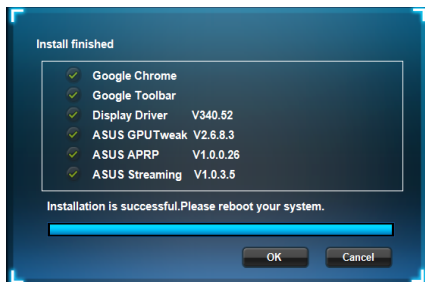 Install finished
Google Chrome
Google Toolbar
Display Driver V340.52
ASUS GPUTweak V2.6.8.3
ASUS APRP V1.0.0.26
ASUS Streaming V1.0.3.5
Installation is successful.Please reboot your system.
OK Cancel